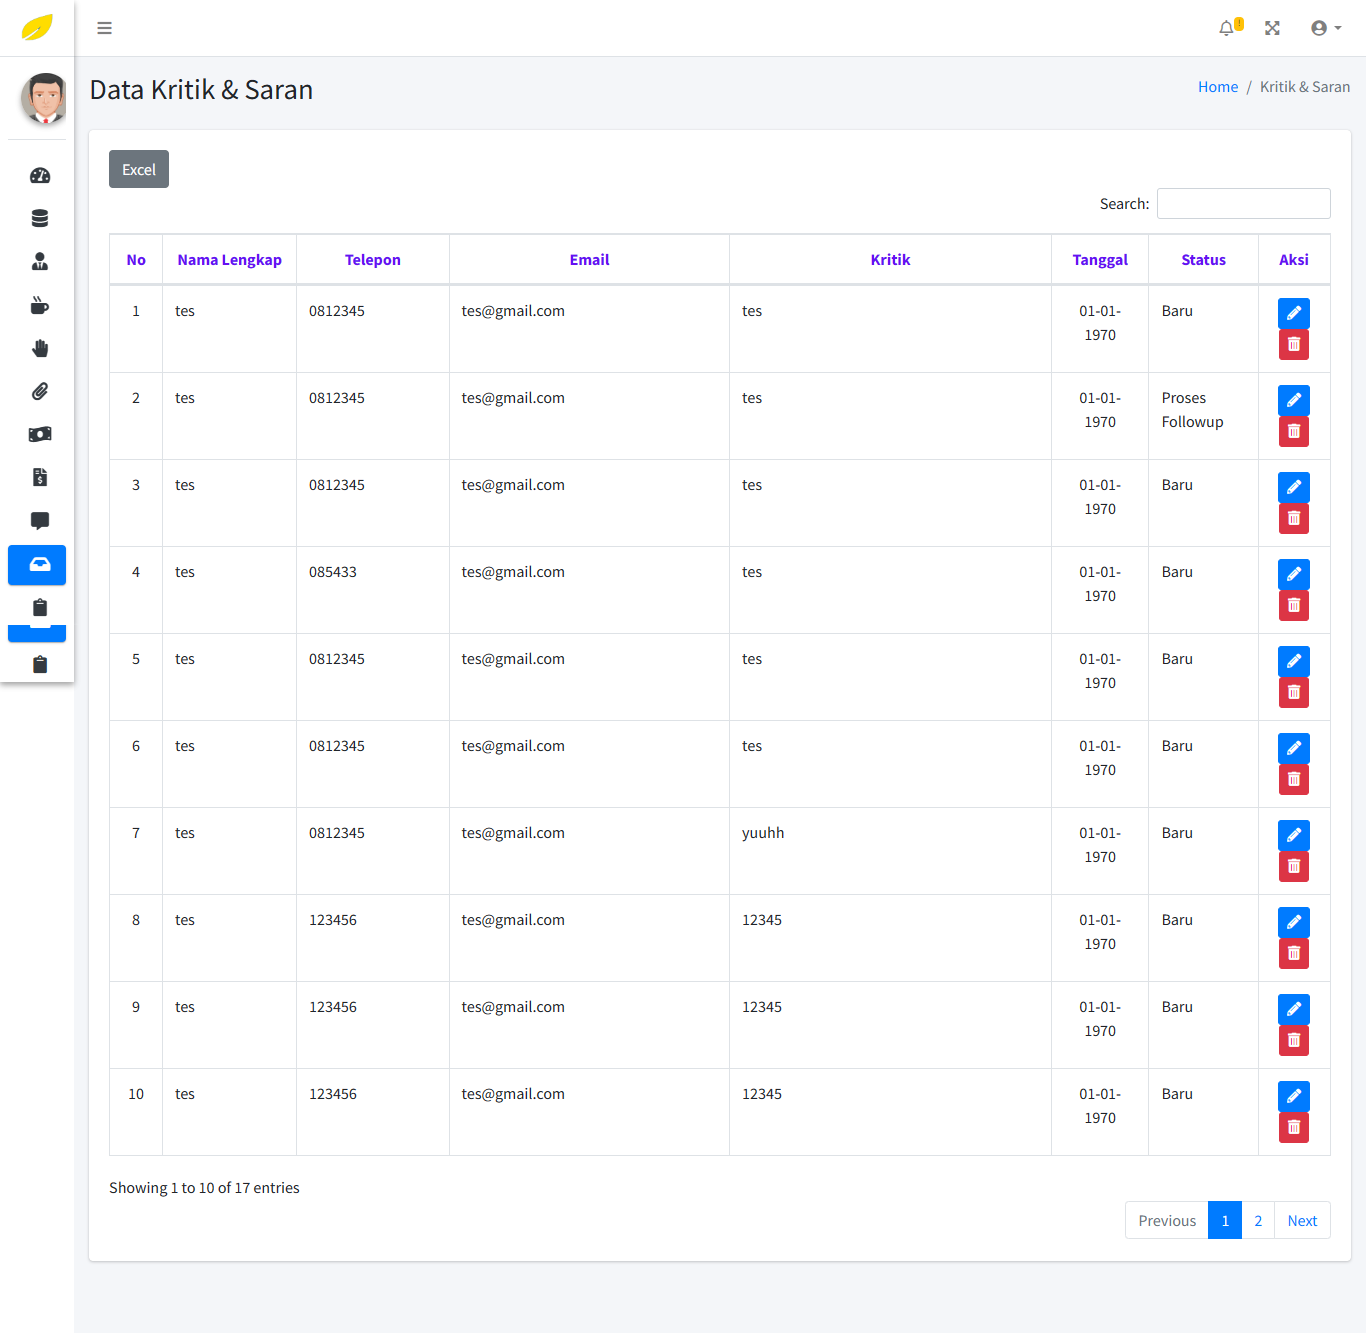 Data Kritik & Saran
Home / Kritik & Saran
Excel
Search:
No Nama Lengkap Telepon Email Kritik Tanggal Status Aksi
1 tes 0812345 tes@gmail.com tes 01-01- Baru
1970
2 tes 0812345 tes@gmail.com tes 01-01- Proses
1970 Followup
3 tes 0812345 tes@gmail.com tes 01-01- Baru
1970
4 tes 085433 tes@gmail.com tes 01-01- Baru
1970
5 tes 0812345 tes@gmail.com tes 01-01- Baru
1970
6 tes 0812345 tes@gmail.com tes 01-01- Baru
1970
7 tes 0812345 tes@gmail.com yuuhh 01-01- Baru
1970
8 tes 123456 tes@gmail.com 12345 01-01- Baru
1970
9 tes 123456 tes@gmail.com 12345 01-01- Baru
1970
10 tes 123456 tes@gmail.com 12345 01-01- Baru
1970
Showing 1 to 10 of 17 entries
Previous 1 2 Next